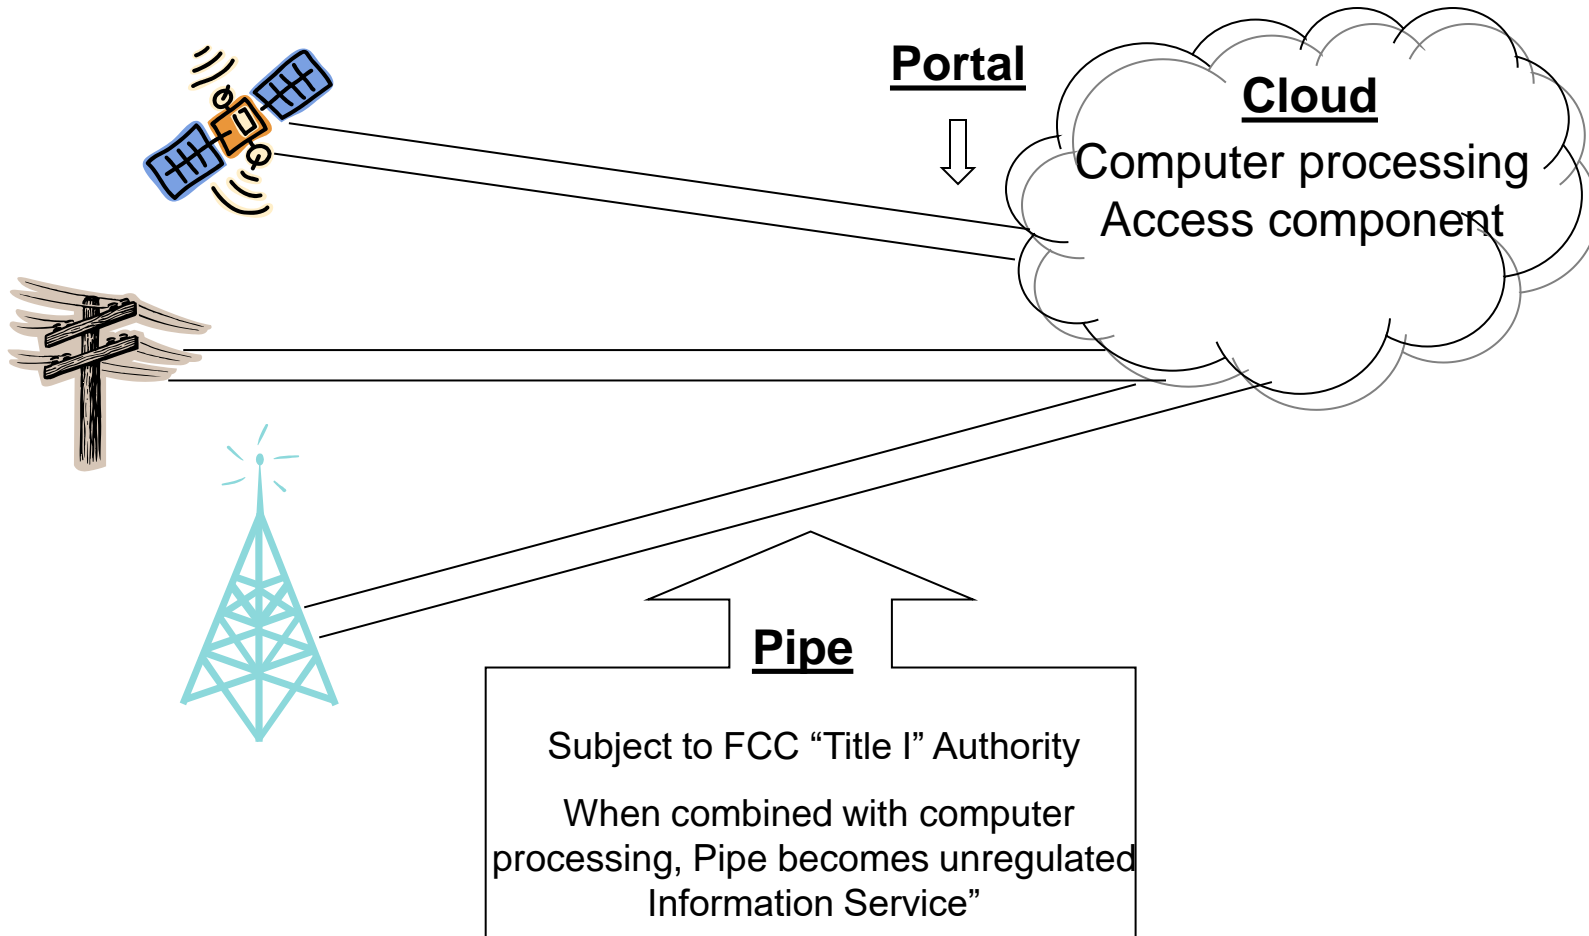 Portal
Cloud
Computer processing
Access component
Pipe
Subject to FCC “Title I” Authority
When combined with computer
processing, Pipe becomes unregulated
Information Service”